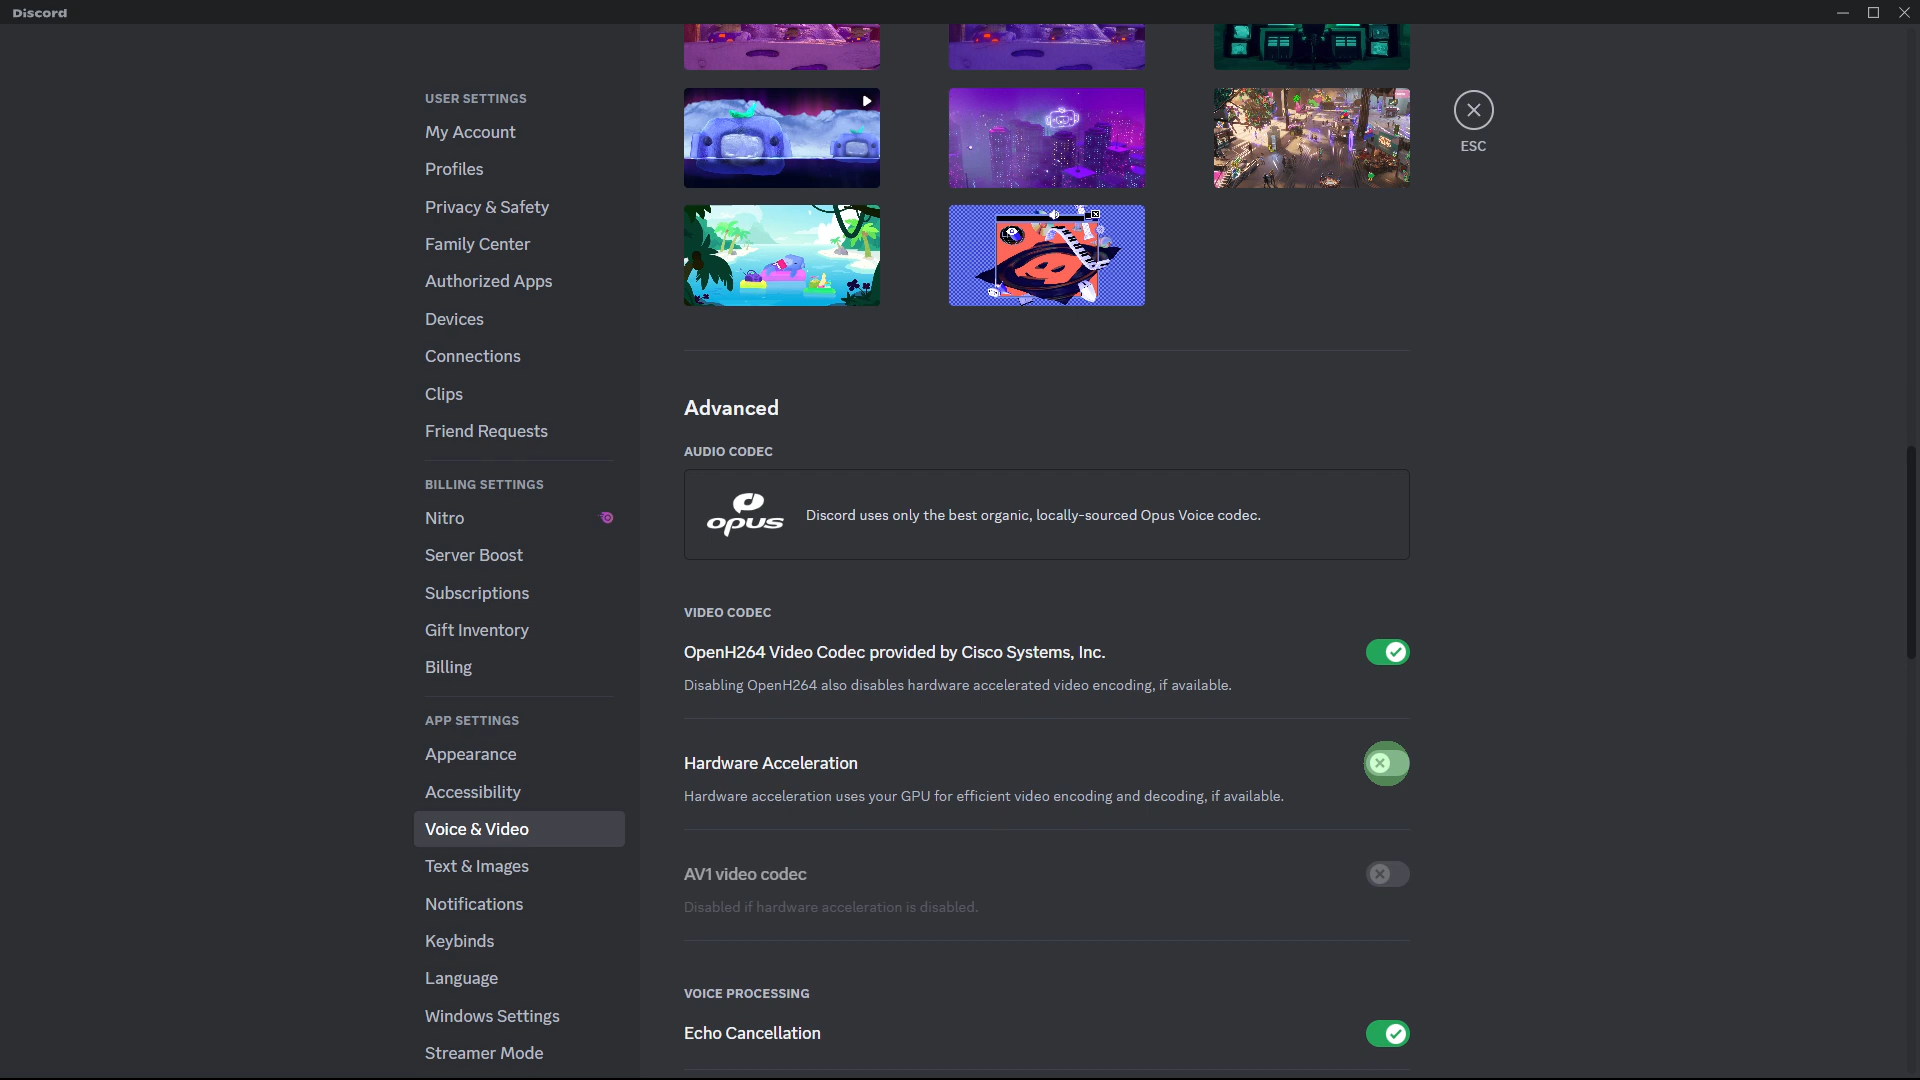 Discord
USER SETTINGS
My Account
Profiles
Privacy & Safety
Family Center
Authorized Apps
Devices
Connections
Clips
Friend Requests
BILLING SETTINGS
Nitro
Server Boost
Subscriptions
Gift Inventory
Billing
APP SETTINGS
Appearance
Accessibility
Voice & Video
Text & Images
Notifications
Keybinds
Language
Windows Settings
Streamer Mode
ESC
Advanced
AUDIO CODEC
opus
Discord uses only the best organic, locally-sourced Opus Voice codec.
VIDEO CODEC
OpenH264 Video Codec provided by Cisco Systems, Inc.
Disabling OpenH264 also disables hardware accelerated video encoding, if available.
Hardware Acceleration
Hardware acceleration uses your GPU for efficient video encoding and decoding, if available.
AV1 video codec
Disabled if hardware acceleration is disabled.
VOICE PROCESSING
Echo Cancellation